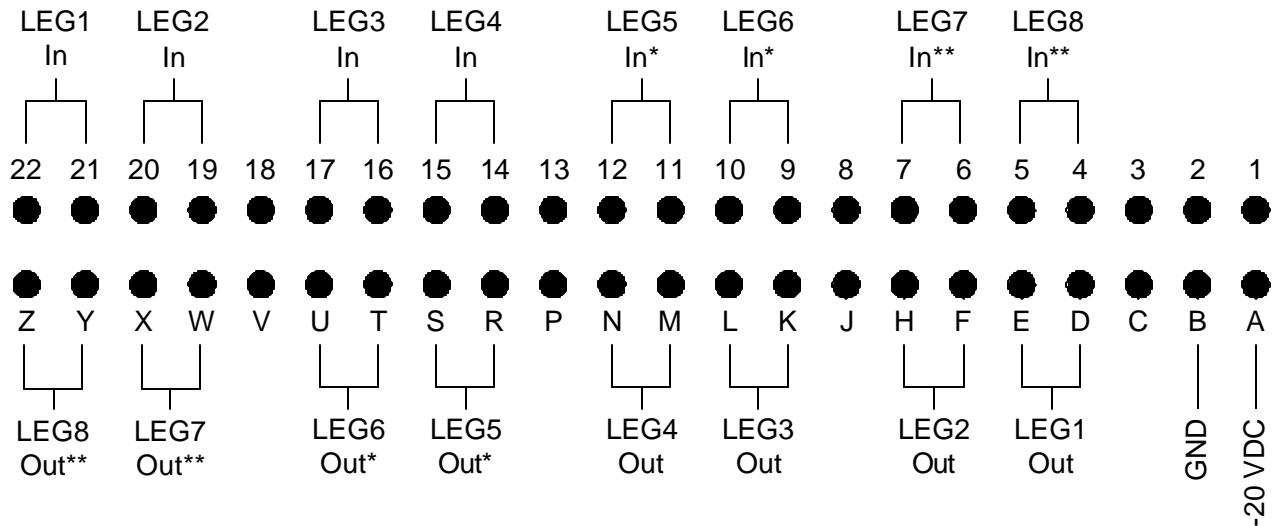 LEG1 LEG2 LEG3 LEG4 LEG5 LEG6 LEG7 LEG8
In In In In In* In* In** In**
22 21 20 19 18 17 16 15 14 13 12 11 10 9 8 7 6 5 4 3 2 1
Z Y X W V U T S R P N M L K J H F E D C B A
LEG8 LEG7 LEG6 LEG5 LEG4 LEG3 LEG2 LEG1
Out** Out** Out* Out* Out Out Out Out
GND
-20 VDC